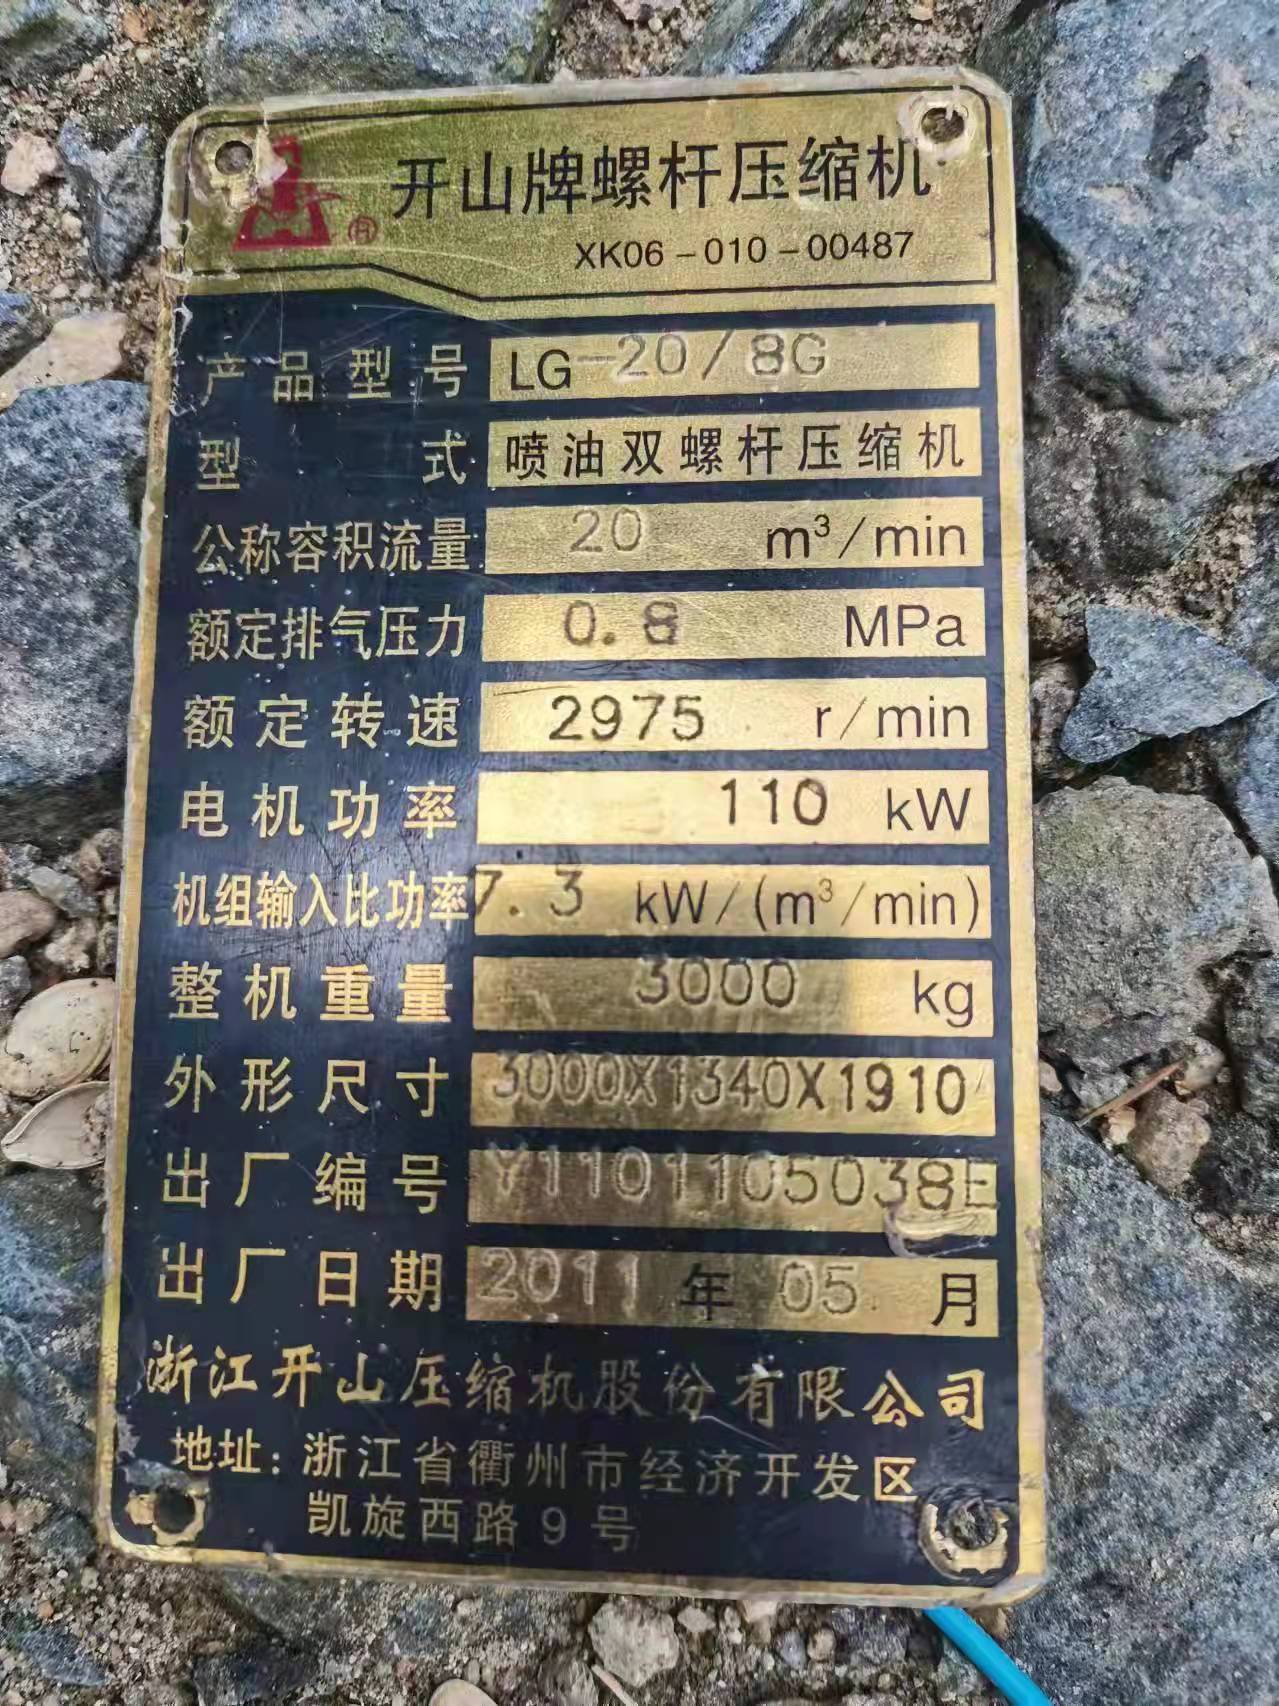 开山牌螺杆压缩机
®
XK06-010-00487
产品型号 LG-20/8G
型式 喷油双螺杆压缩机
公称容积流量 20 m³/min
额定排气压力 0.8 MPa
额定转速 2975 r/min
电机功率 110 kW
机组输入比功率 7.3 kW/(m³/min)
整机重量 3000 kg
外形尺寸 3000X1340X1910
出厂编号 Y1101105038E
出厂日期 2011 年 05 月
浙江开山压缩机股份有限公司
地址:浙江省衢州市经济开发区
凯旋西路9号